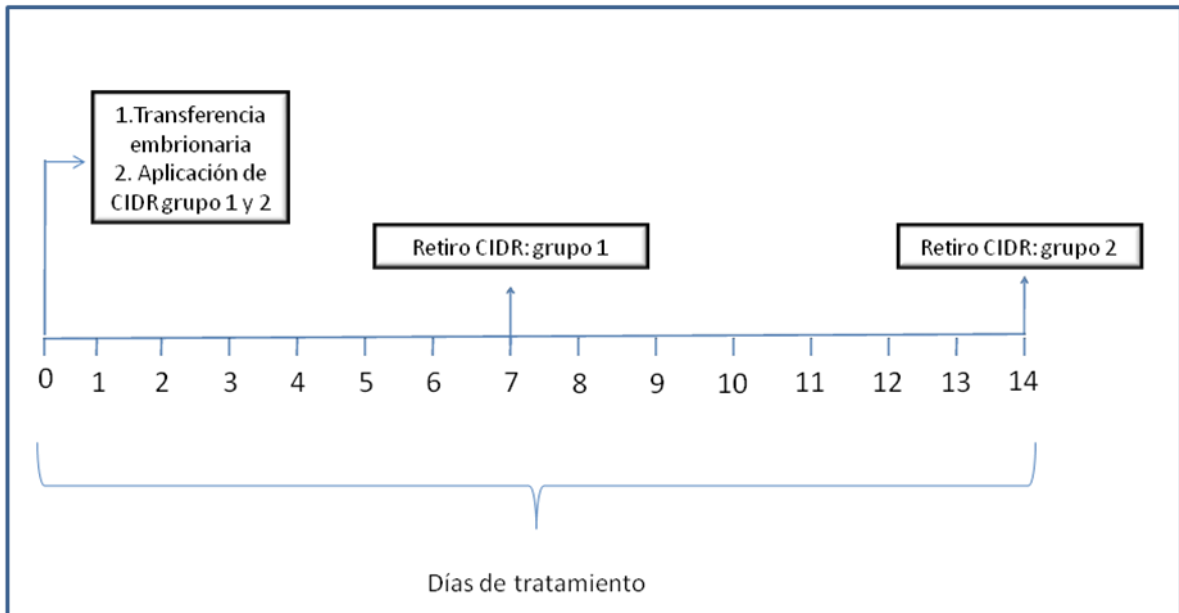 1.Transferencia
embrionaria
2. Aplicación de
CIDR grupo 1 y 2
Retiro CIDR: grupo 1
Retiro CIDR: grupo 2
0 1 2 3 4 5 6 7 8 9 10 11 12 13 14
Días de tratamiento